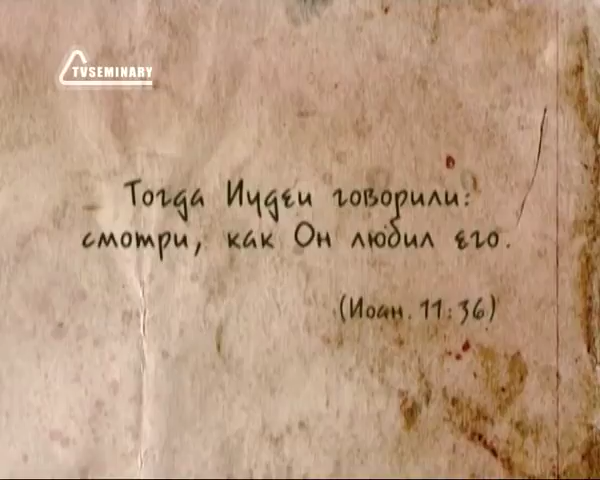 TVSEMINARY
Тогда Иудеи говорили:
смотри, как Он любил его.
(Иоан. 11:36)